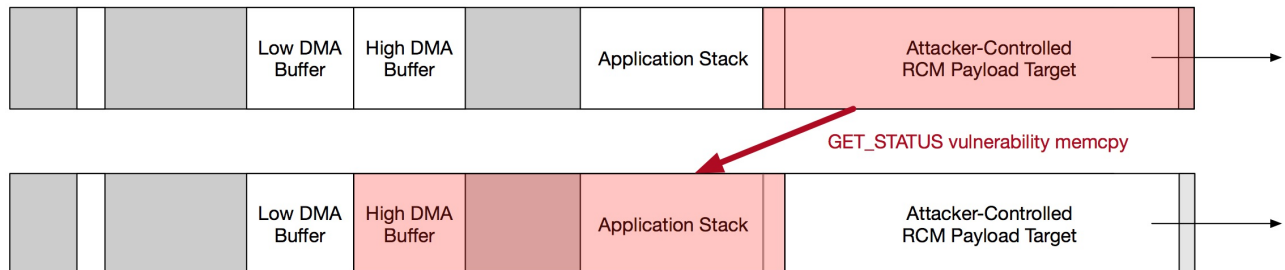 Low DMA
Buffer
High DMA
Buffer
Application Stack
Attacker-Controlled
RCM Payload Target
GET_STATUS vulnerability memcpy
Low DMA
Buffer
High DMA
Buffer
Application Stack
Attacker-Controlled
RCM Payload Target